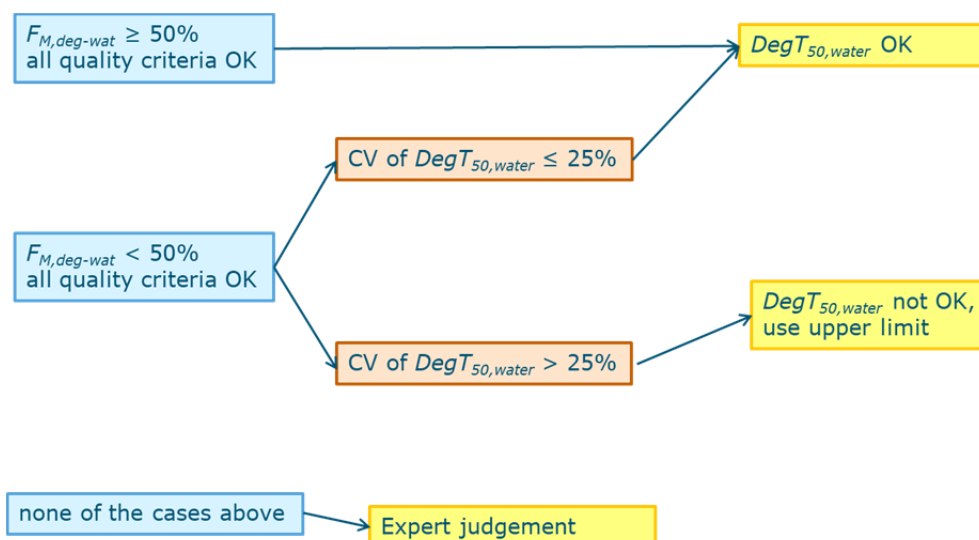 F_M,deg-wat ≥ 50%
all quality criteria OK
DegT_50,water OK
CV of DegT_50,water ≤ 25%
F_M,deg-wat < 50%
all quality criteria OK
DegT_50,water not OK,
use upper limit
CV of DegT_50,water > 25%
none of the cases above
Expert judgement